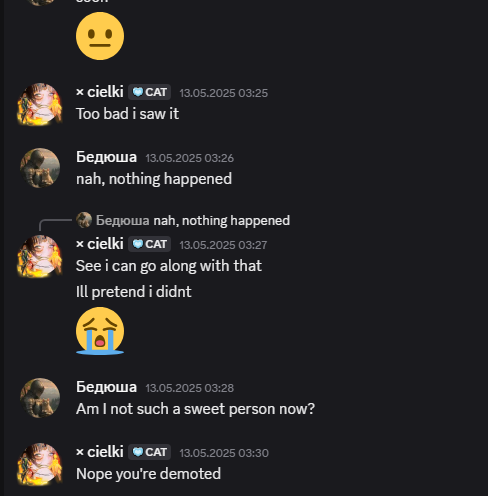 × cielki CAT 13.05.2025 03:25
Too bad i saw it
Бедюша 13.05.2025 03:26
nah, nothing happened
Бедюша nah, nothing happened
× cielki CAT 13.05.2025 03:27
See i can go along with that
Ill pretend i didnt
Бедюша 13.05.2025 03:28
Am I not such a sweet person now?
× cielki CAT 13.05.2025 03:30
Nope you're demoted